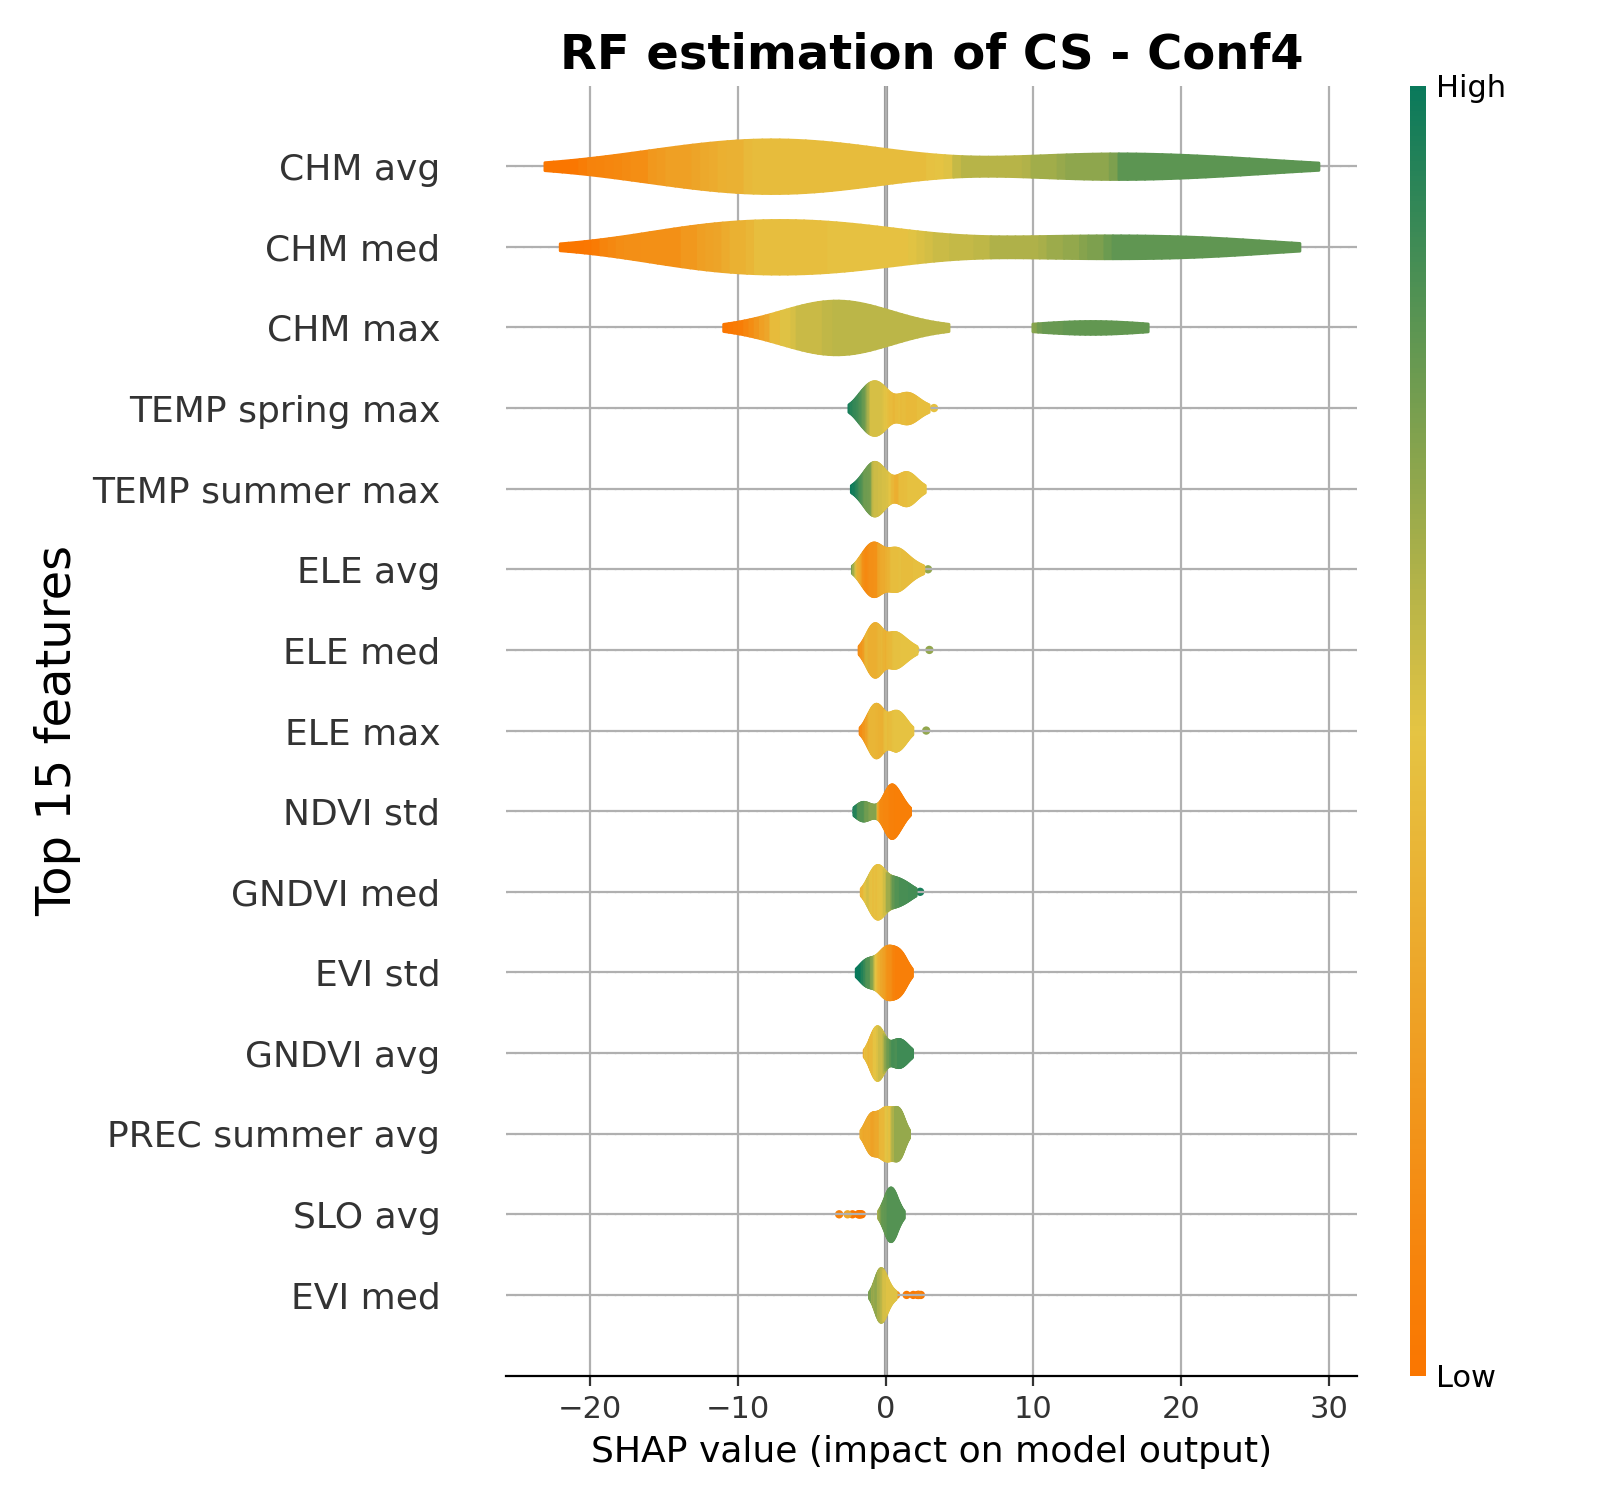 RF estimation of CS - Conf4
High
CHM avg
CHM med
CHM max
TEMP spring max
TEMP summer max
ELE avg
ELE med
ELE max
NDVI std
GNDVI med
EVI std
GNDVI avg
PREC summer avg
SLO avg
EVI med
Top 15 features
Low
−20 −10 0 10 20 30
SHAP value (impact on model output)